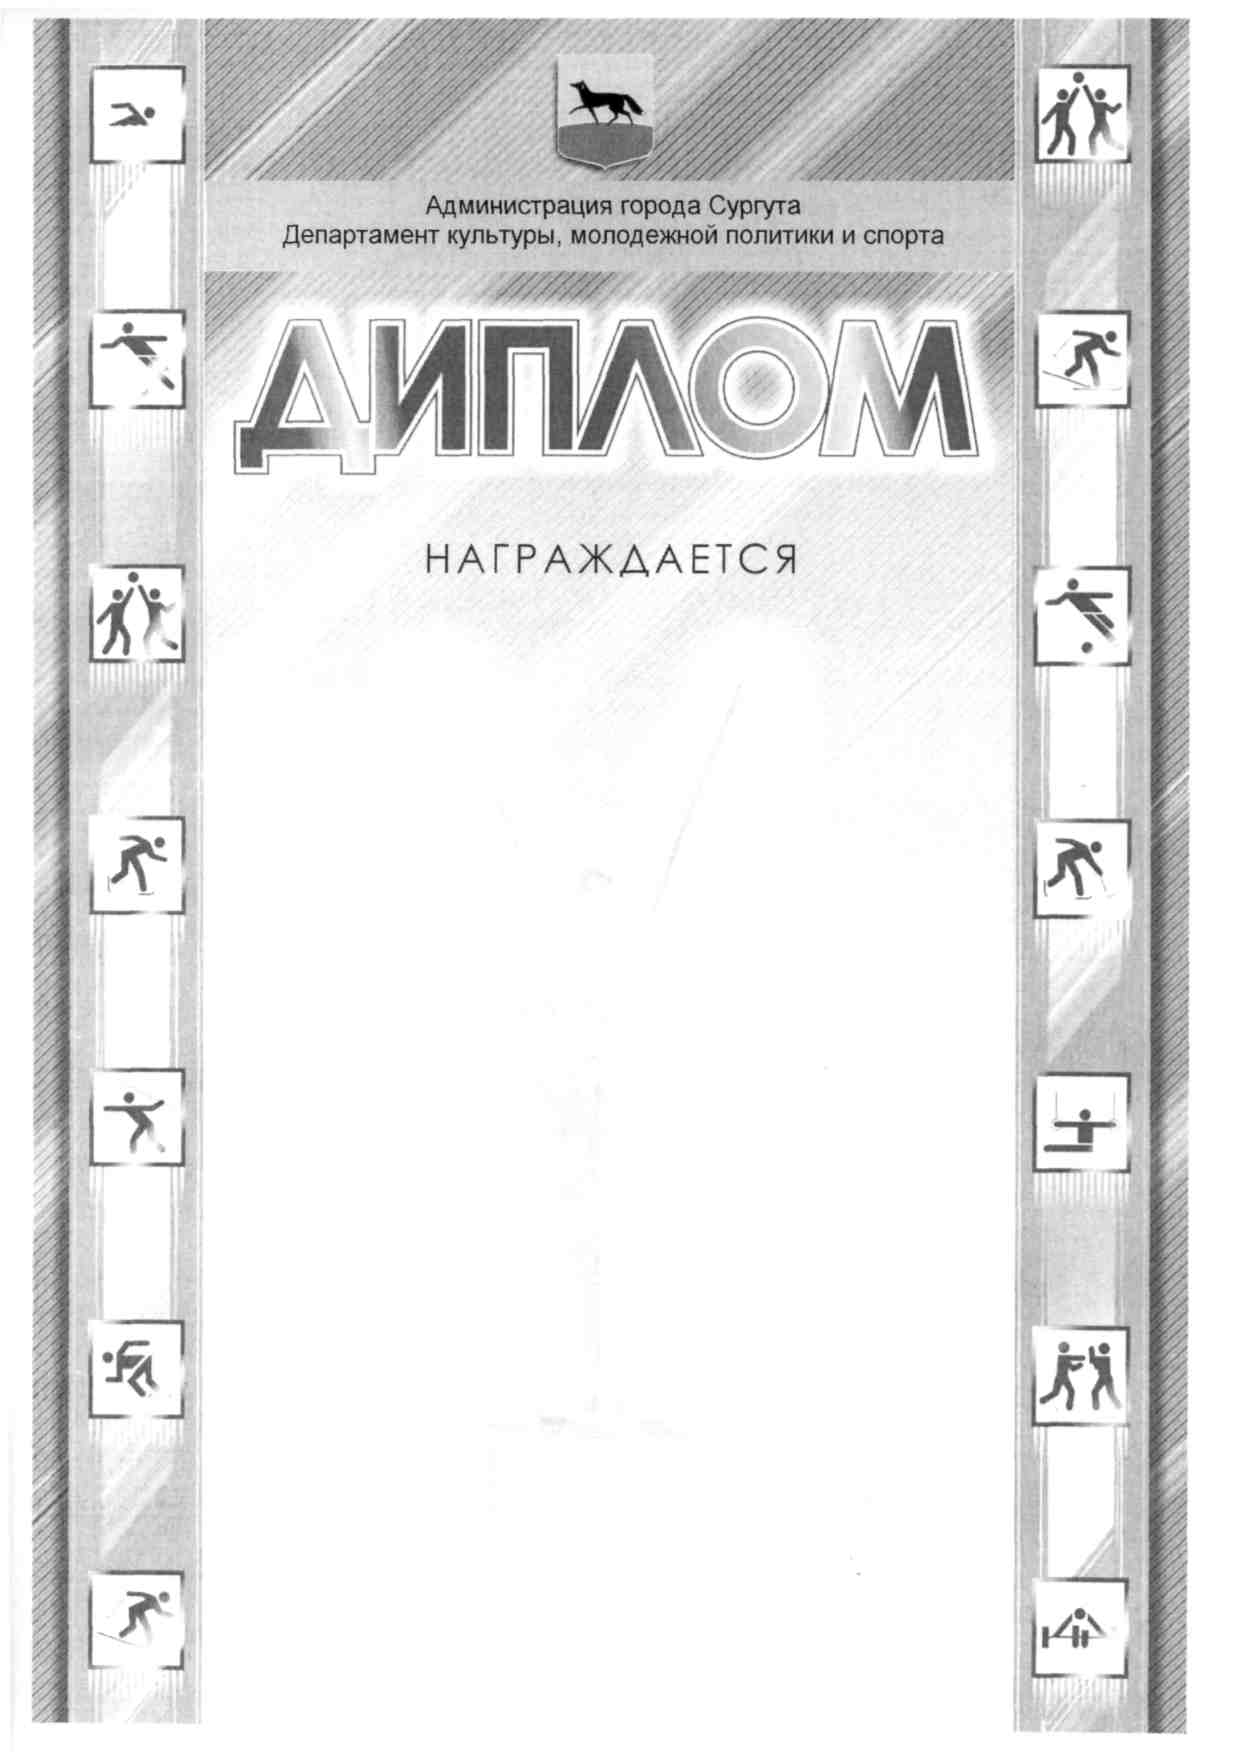 Администрация города Сургута
Департамент культуры, молодежной политики и спорта
ДИПЛОМ
НАГРАЖДАЕТСЯ